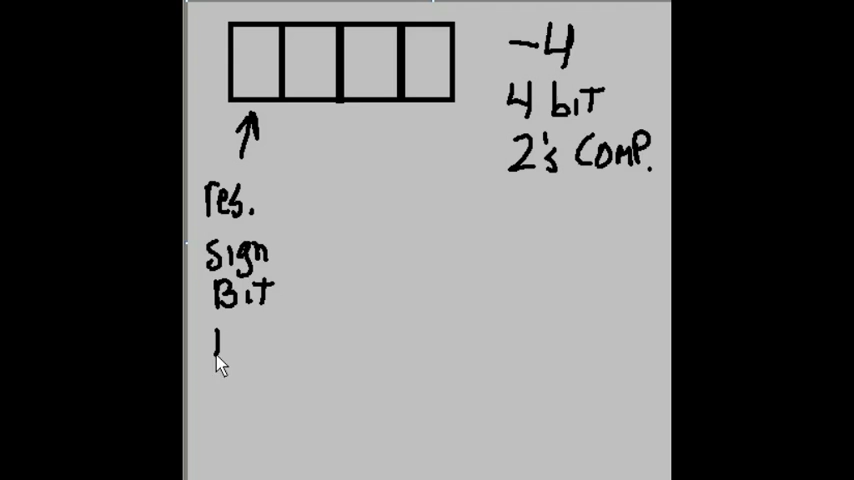 -4
4 bit
2's Comp.
res.
Sign
Bit
1